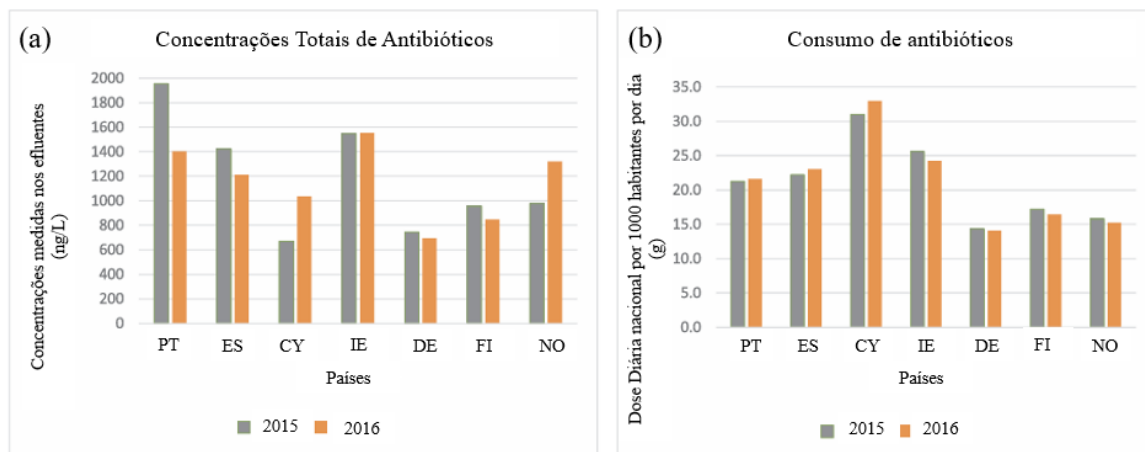 (a)
Concentrações Totais de Antibióticos
Concentrações medidas nos efluentes
(ng/L)
2000
1800
1600
1400
1200
1000
800
600
400
200
0
PT ES CY IE DE FI NO
Países
2015 2016
(b)
Consumo de antibióticos
Dose Diária nacional por 1000 habitantes por dia
(g)
35.0
30.0
25.0
20.0
15.0
10.0
5.0
0.0
PT ES CY IE DE FI NO
Países
2015 2016